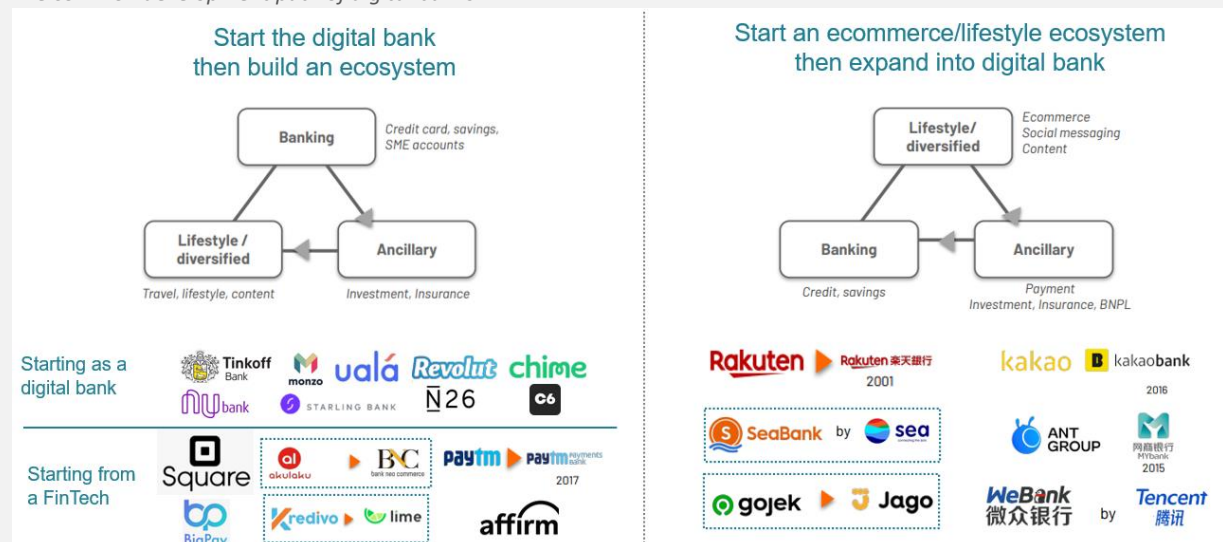 Start the digital bank
then build an ecosystem
Banking
Credit card, savings,
SME accounts
Lifestyle /
diversified
Ancillary
Travel, lifestyle, content
Investment, Insurance
Start an ecommerce/lifestyle ecosystem
then expand into digital bank
Lifestyle/
diversified
Ecommerce
Social messaging
Content
Banking
Ancillary
Credit, savings
Payment
Investment, Insurance, BNPL
Starting as a
digital bank
Tinkoff
Bank
monzo
ualá
Revolut
chime
nu bank
STARLING BANK
N26
C6
Starting from
a FinTech
Square
al
akulaku
BNC
bank neo commerce
paytm
paytm payments
bank
2017
bp
BigPay
Kredivo
lime
affirm
Rakuten
Rakuten 楽天銀行
2001
kakao
B kakaobank
2016
S SeaBank by sea
ANT
GROUP
网商银行
MYbank
2015
gojek
Jago
WeBank
微众银行
by
Tencent
腾讯